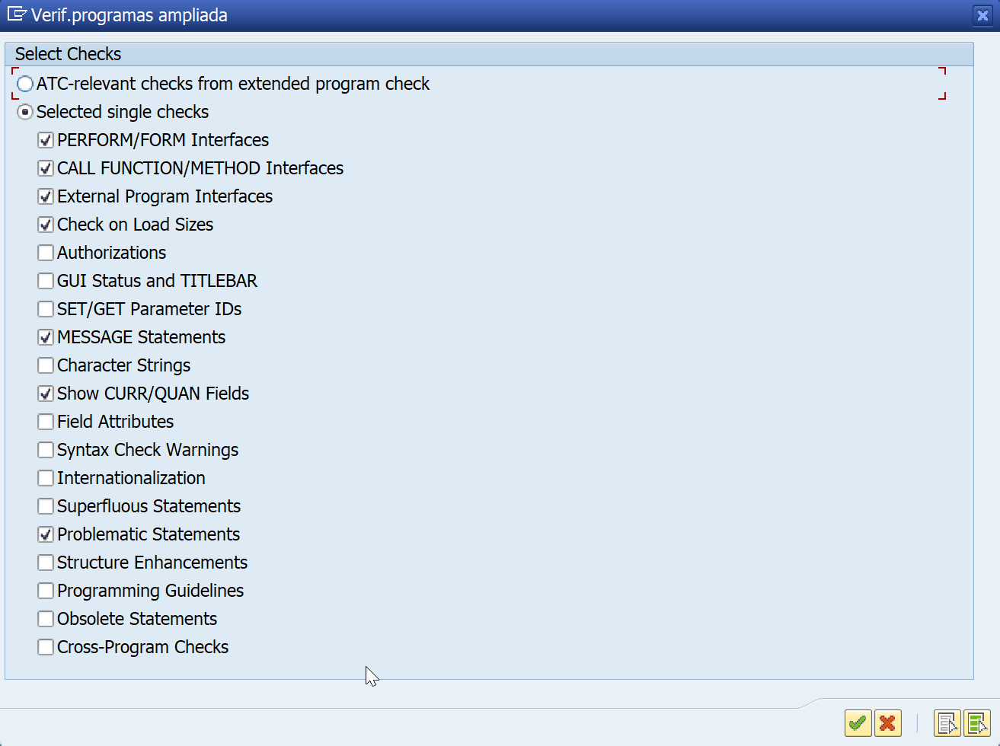 Verif.programas ampliada
Select Checks
ATC-relevant checks from extended program check
Selected single checks
PERFORM/FORM Interfaces
CALL FUNCTION/METHOD Interfaces
External Program Interfaces
Check on Load Sizes
Authorizations
GUI Status and TITLEBAR
SET/GET Parameter IDs
MESSAGE Statements
Character Strings
Show CURR/QUAN Fields
Field Attributes
Syntax Check Warnings
Internationalization
Superfluous Statements
Problematic Statements
Structure Enhancements
Programming Guidelines
Obsolete Statements
Cross-Program Checks